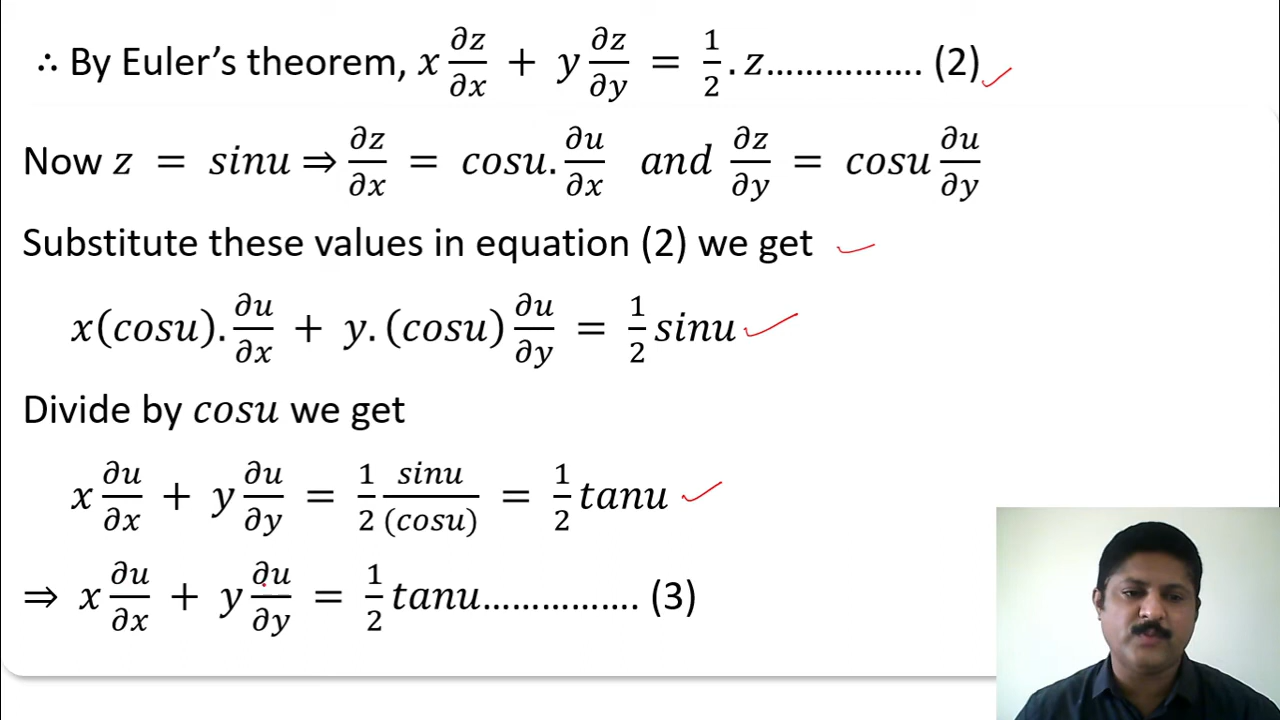 ∴ By Euler's theorem, x ∂z/∂x + y ∂z/∂y = 1/2 . z……………. (2)
Now z = sinu ⇒ ∂z/∂x = cosu. ∂u/∂x and ∂z/∂y = cosu ∂u/∂y
Substitute these values in equation (2) we get
x(cosu). ∂u/∂x + y. (cosu) ∂u/∂y = 1/2 sinu
Divide by cosu we get
x ∂u/∂x + y ∂u/∂y = 1/2 sinu/(cosu) = 1/2 tanu
⇒ x ∂u/∂x + y ∂u/∂y = 1/2 tanu……………. (3)